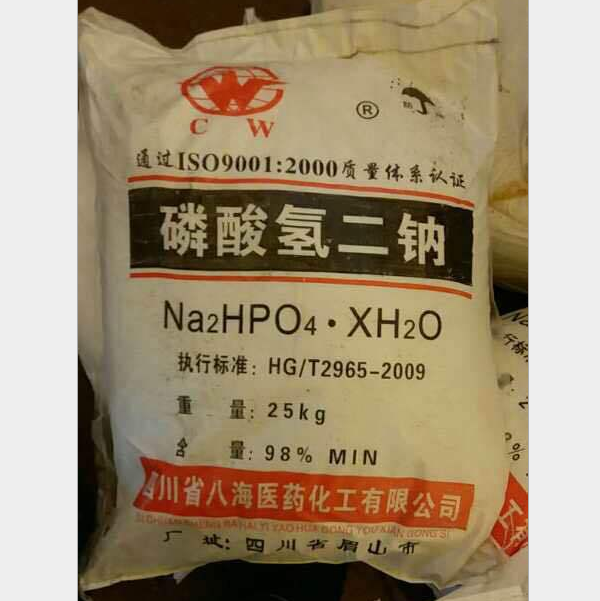 C W
®
通过ISO9001:2000质量体系认证
磷酸氢二钠
Na2HPO4·XH2O
执行标准: HG/T2965-2009
重 量: 25kg
含 量: 98% MIN
四川省八海医药化工有限公司
厂 址: 四川省眉山市